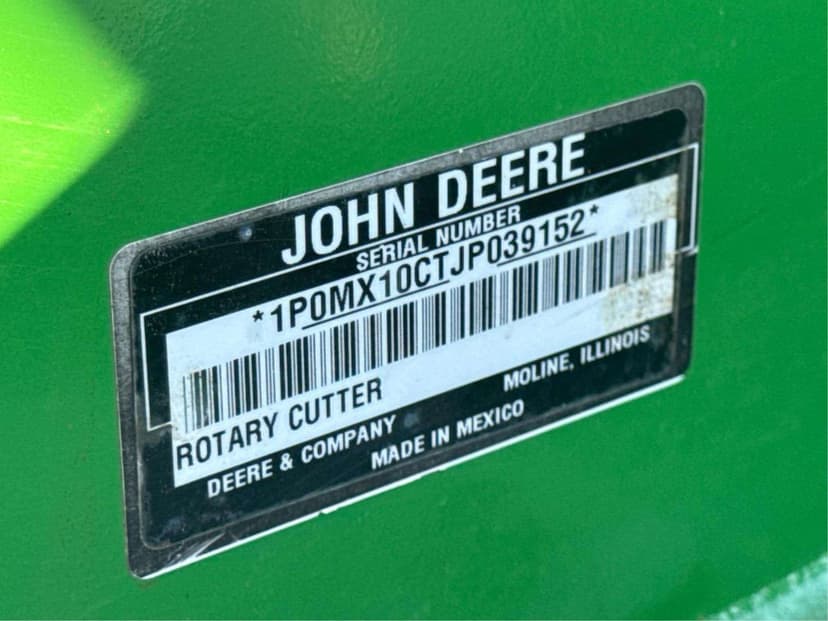 JOHN DEERE
SERIAL NUMBER
*1P0MX10CTJP039152*
ROTARY CUTTER
DEERE & COMPANY MOLINE, ILLINOIS
MADE IN MEXICO